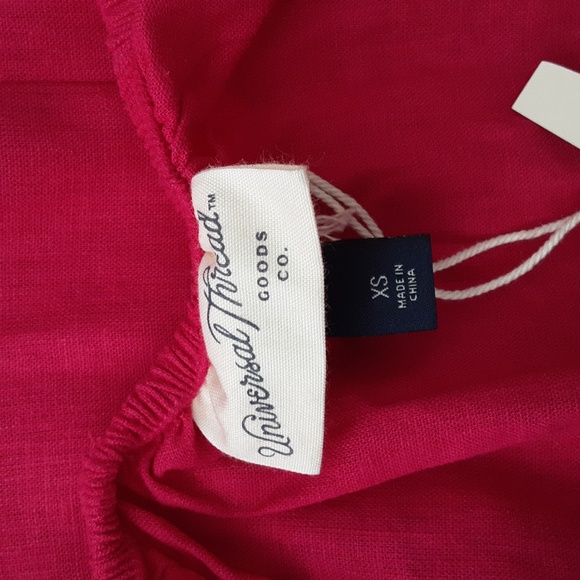 Universal Thread™
GOODS
CO.
XS
MADE IN
CHINA